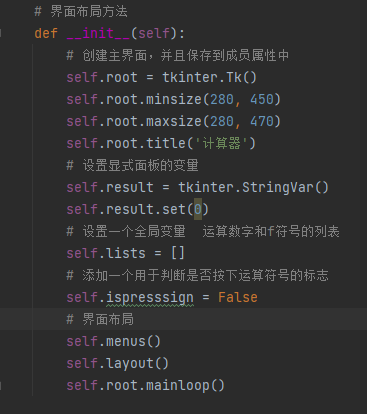 # 界面布局方法
def __init__(self):
# 创建主界面，并且保存到成员属性中
self.root = tkinter.Tk()
self.root.minsize(280, 450)
self.root.maxsize(280, 470)
self.root.title('计算器')
# 设置显式面板的变量
self.result = tkinter.StringVar()
self.result.set(0)
# 设置一个全局变量  运算数字和f符号的列表
self.lists = []
# 添加一个用于判断是否按下运算符号的标志
self.ispresssign = False
# 界面布局
self.menus()
self.layout()
self.root.mainloop()